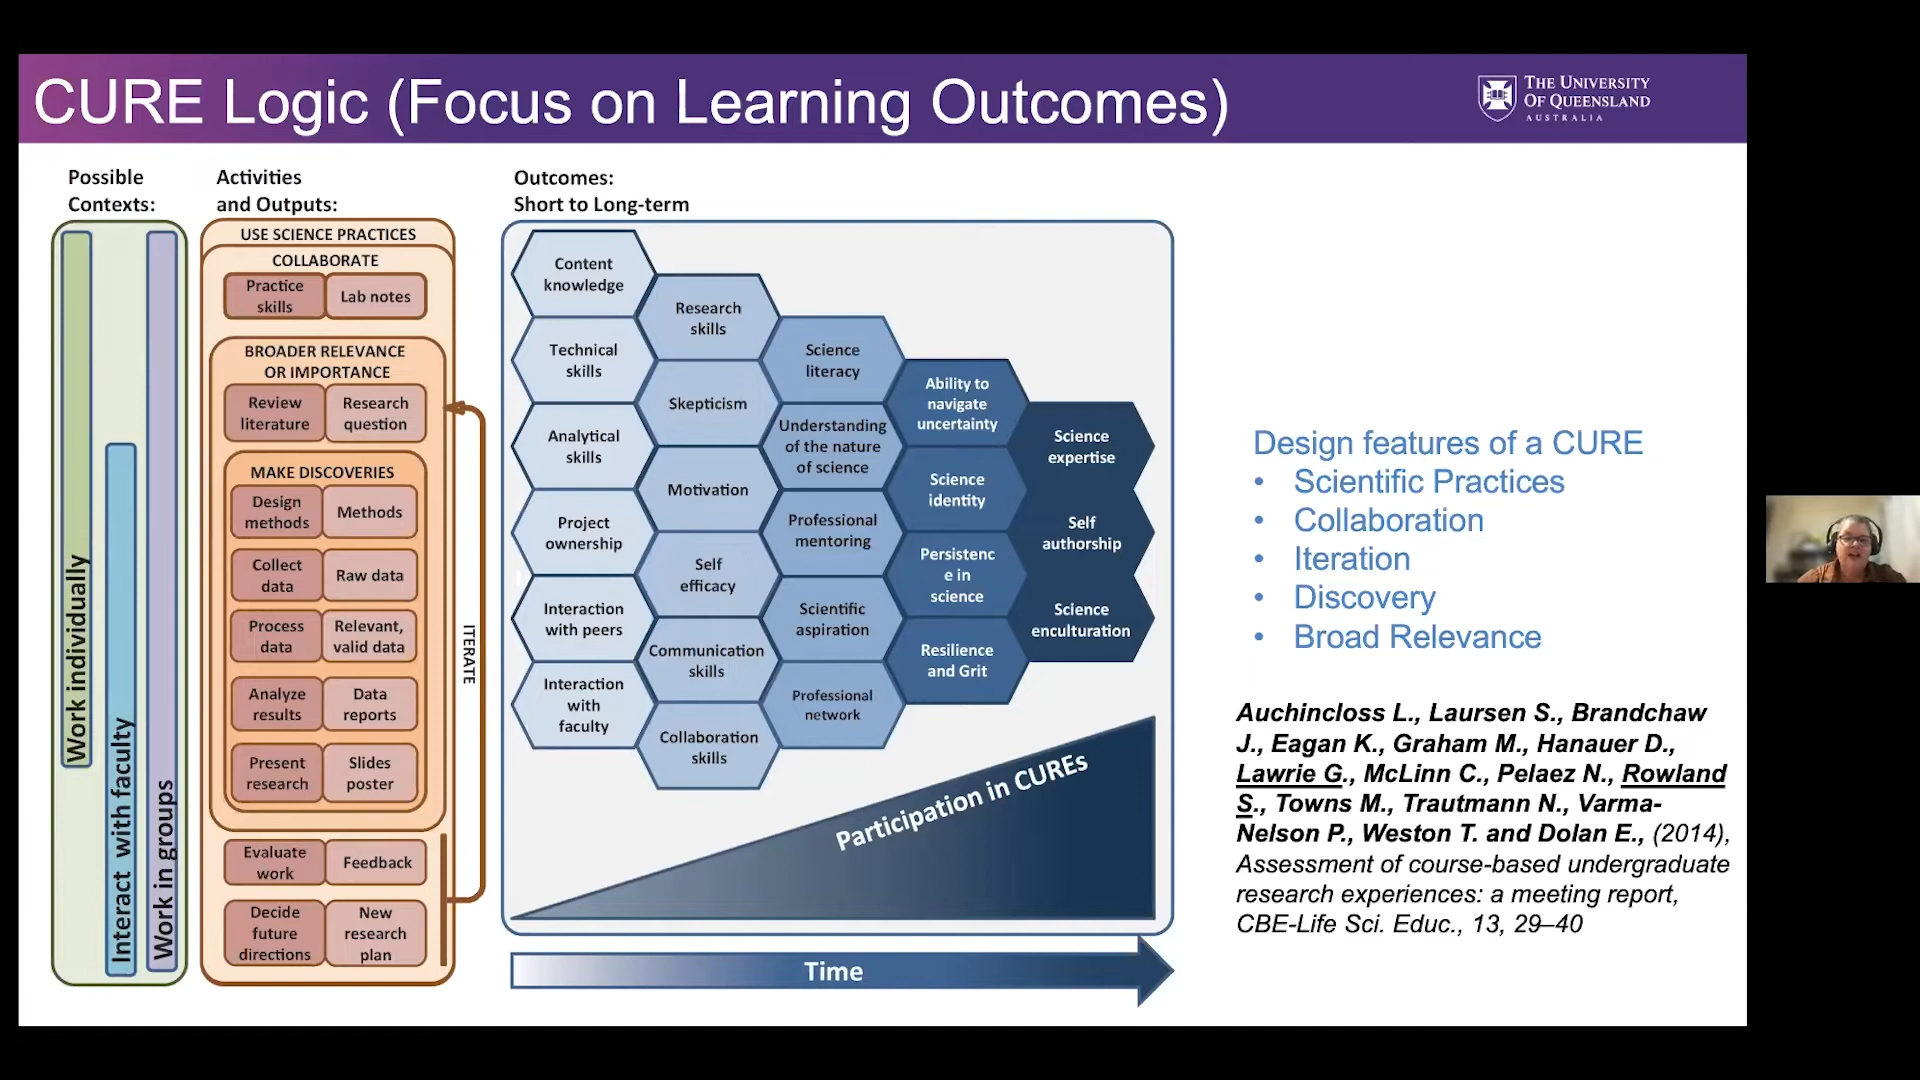 CURE Logic (Focus on Learning Outcomes)
THE UNIVERSITY
OF QUEENSLAND
AUSTRALIA
Possible
Contexts:
Work individually
Interact with faculty
Work in groups
Activities
and Outputs:
USE SCIENCE PRACTICES
COLLABORATE
Practice
skills
Lab notes
BROADER RELEVANCE
OR IMPORTANCE
Review
literature
Research
question
MAKE DISCOVERIES
Design
methods
Methods
Collect
data
Raw data
Process
data
Relevant,
valid data
Analyze
results
Data
reports
Present
research
Slides
poster
Evaluate
work
Feedback
Decide
future
directions
New
research
plan
ITERATE
Outcomes:
Short to Long-term
Content
knowledge
Technical
skills
Analytical
skills
Project
ownership
Interaction
with peers
Interaction
with
faculty
Research
skills
Skepticism
Motivation
Self
efficacy
Communication
skills
Collaboration
skills
Science
literacy
Understanding
of the nature
of science
Professional
mentoring
Scientific
aspiration
Professional
network
Ability to
navigate
uncertainty
Science
identity
Persistenc
e in
science
Resilience
and Grit
Science
expertise
Self
authorship
Science
enculturation
Participation in CUREs
Time
Design features of a CURE
• Scientific Practices
• Collaboration
• Iteration
• Discovery
• Broad Relevance
Auchincloss L., Laursen S., Brandchaw
J., Eagan K., Graham M., Hanauer D.,
Lawrie G., McLinn C., Pelaez N., Rowland
S., Towns M., Trautmann N., Varma-
Nelson P., Weston T. and Dolan E., (2014),
Assessment of course-based undergraduate
research experiences: a meeting report,
CBE-Life Sci. Educ., 13, 29–40